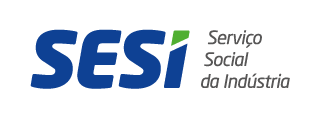 SESI
Serviço
Social
da Indústria